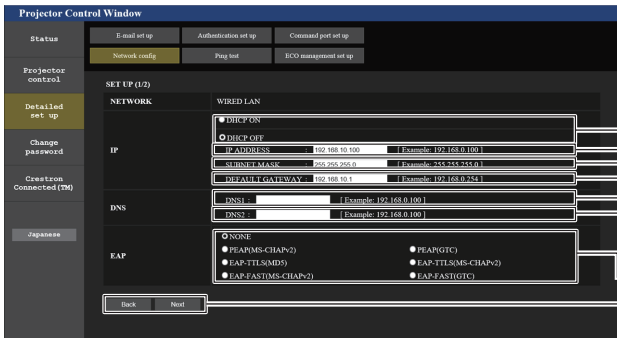 Projector Control Window
Status
Projector
control
Detailed
set up
Change
password
Crestron
Connected(TM)
Japanese
E-mail set up
Authentication set up
Command port set up
Network config
Ping test
ECO management set up
SET UP (1/2)
NETWORK WIRED LAN
IP
DHCP ON
DHCP OFF
IP ADDRESS : 192.168.10.100 [ Example: 192.168.0.100 ]
SUBNET MASK : 255.255.255.0 [ Example: 255.255.255.0 ]
DEFAULT GATEWAY : 192.168.10.1 [ Example: 192.168.0.254 ]
DNS
DNS1 : [ Example: 192.168.0.100 ]
DNS2 : [ Example: 192.168.0.100 ]
EAP
NONE
PEAP(MS-CHAPv2) PEAP(GTC)
EAP-TTLS(MD5) EAP-TTLS(MS-CHAPv2)
EAP-FAST(MS-CHAPv2) EAP-FAST(GTC)
Back Next